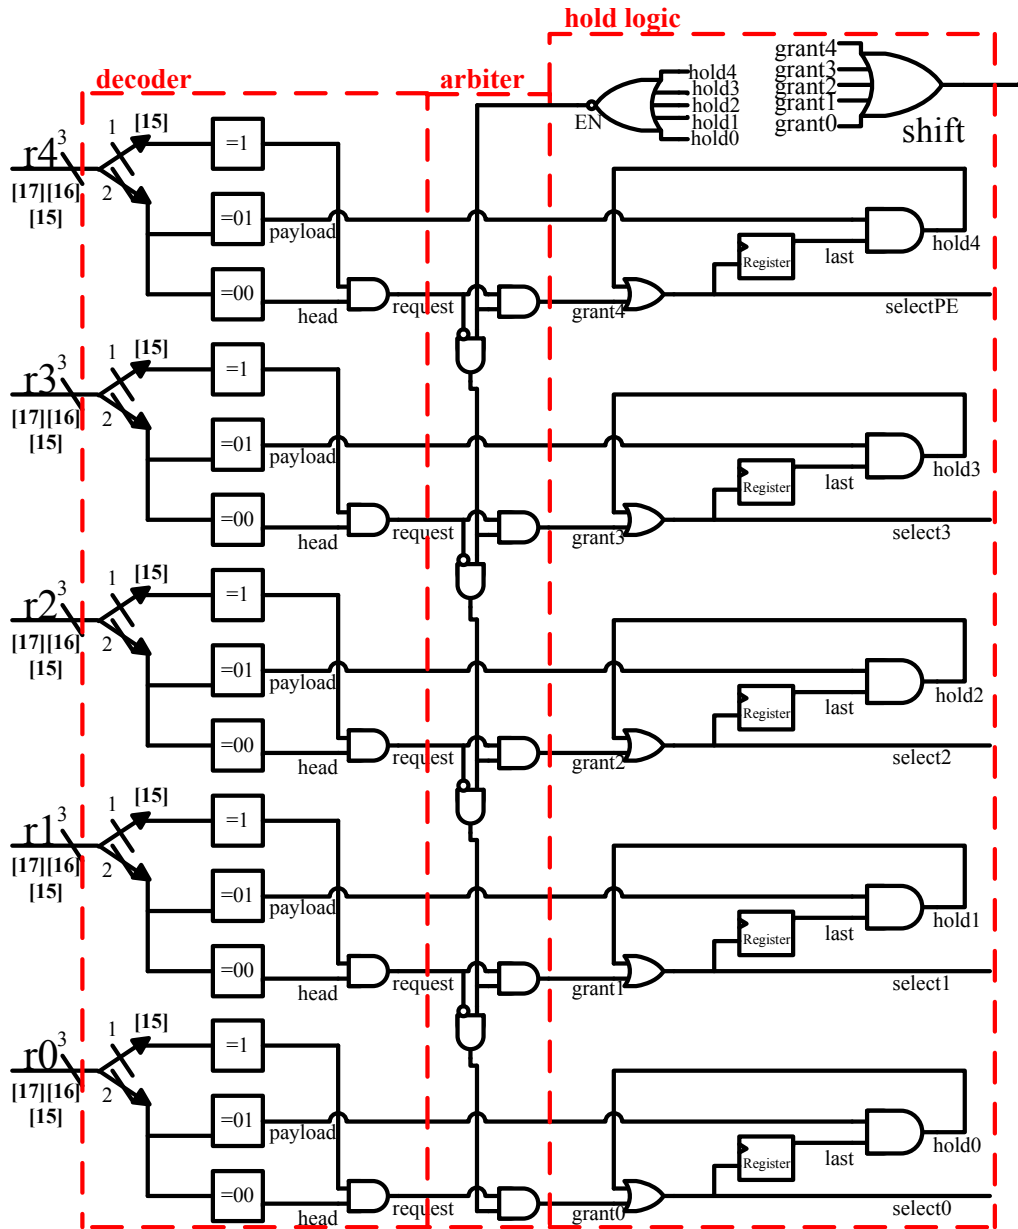 hold logic
decoder
arbiter
hold4
hold3
hold2
hold1
hold0
EN
grant4
grant3
grant2
grant1
grant0
shift
r4
3
[17][16]
[15]
1
[15]
2
=1
=01
payload
=00
head
request
grant4
Register
last
hold4
selectPE
r3
3
[17][16]
[15]
1
[15]
2
=1
=01
payload
=00
head
request
grant3
Register
last
hold3
select3
r2
3
[17][16]
[15]
1
[15]
2
=1
=01
payload
=00
head
request
grant2
Register
last
hold2
select2
r1
3
[17][16]
[15]
1
[15]
2
=1
=01
payload
=00
head
request
grant1
Register
last
hold1
select1
r0
3
[17][16]
[15]
1
[15]
2
=1
=01
payload
=00
head
request
grant0
Register
last
hold0
select0